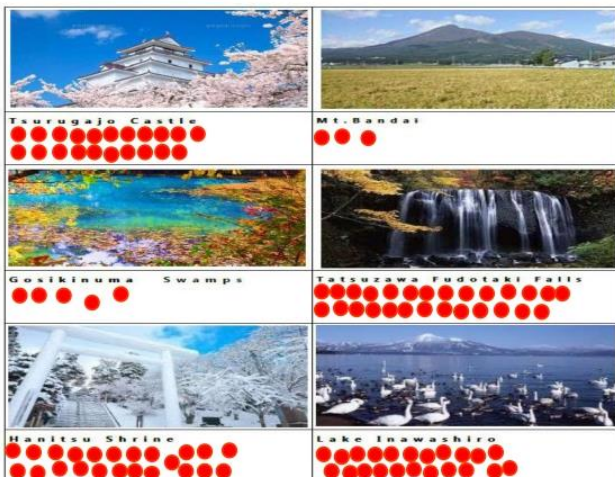 Tsurugajo Castle
Mt.Bandai
Gosikinuma Swamps
Tatsuzawa Fudotaki Falls
Hanitsu Shrine
Lake Inawashiro